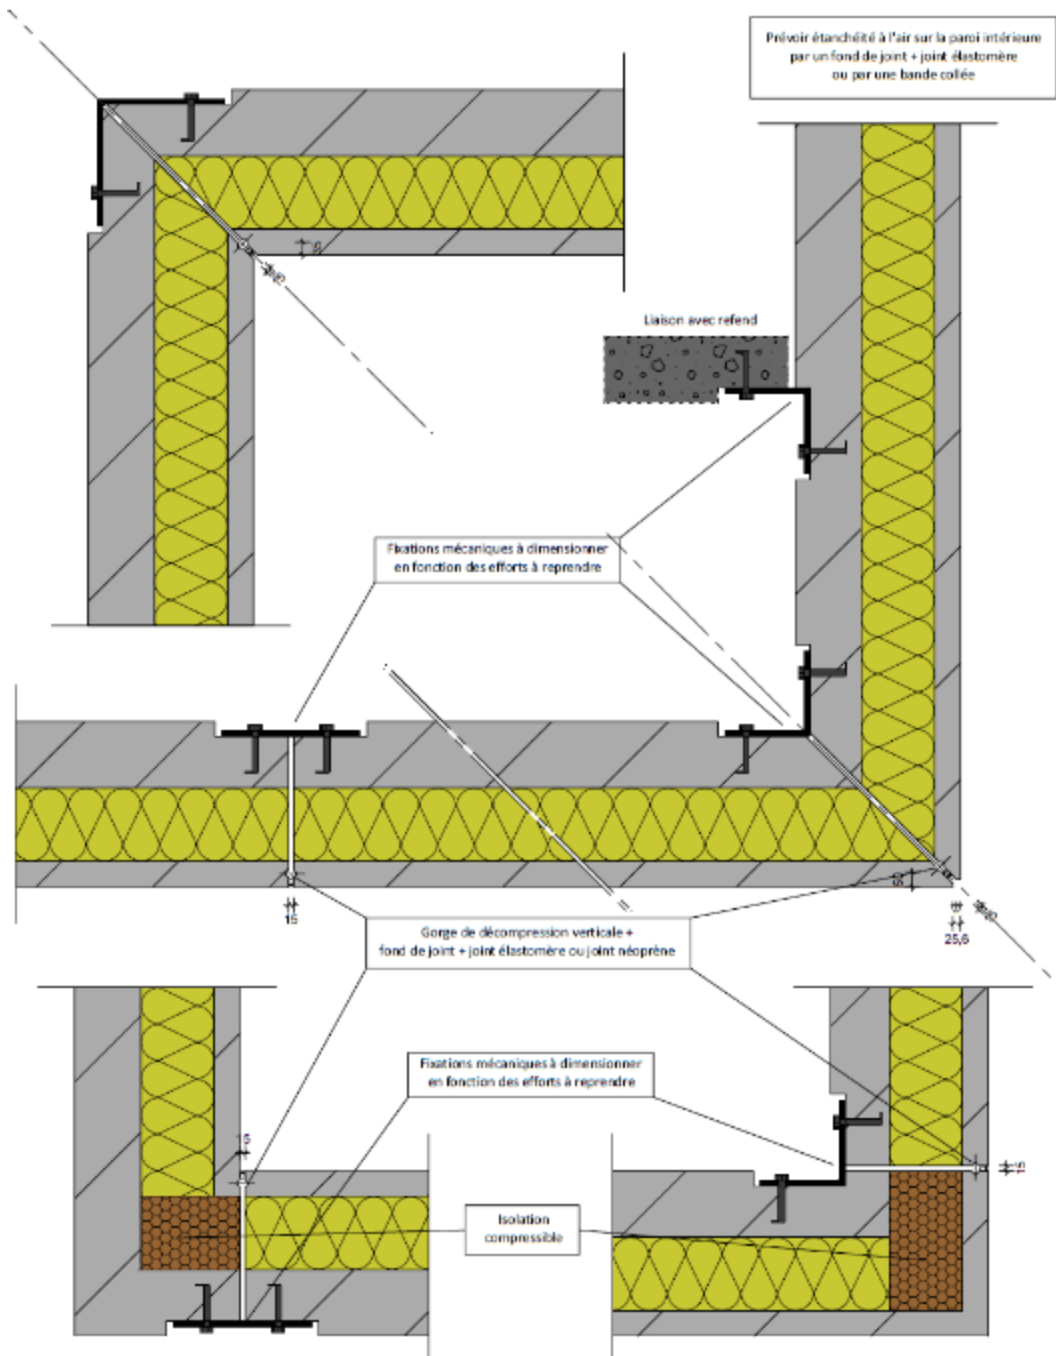 Prévoir étanchéité à l'air sur la paroi intérieure
par un fond de joint + joint élastomère
ou par une bande collée
Liaison avec refend
Fixations mécaniques à dimensionner
en fonction des efforts à reprendre
15
50
25,6
Gorge de décompression verticale +
fond de joint + joint élastomère ou joint néoprène
Fixations mécaniques à dimensionner
en fonction des efforts à reprendre
15
Isolation
compressible